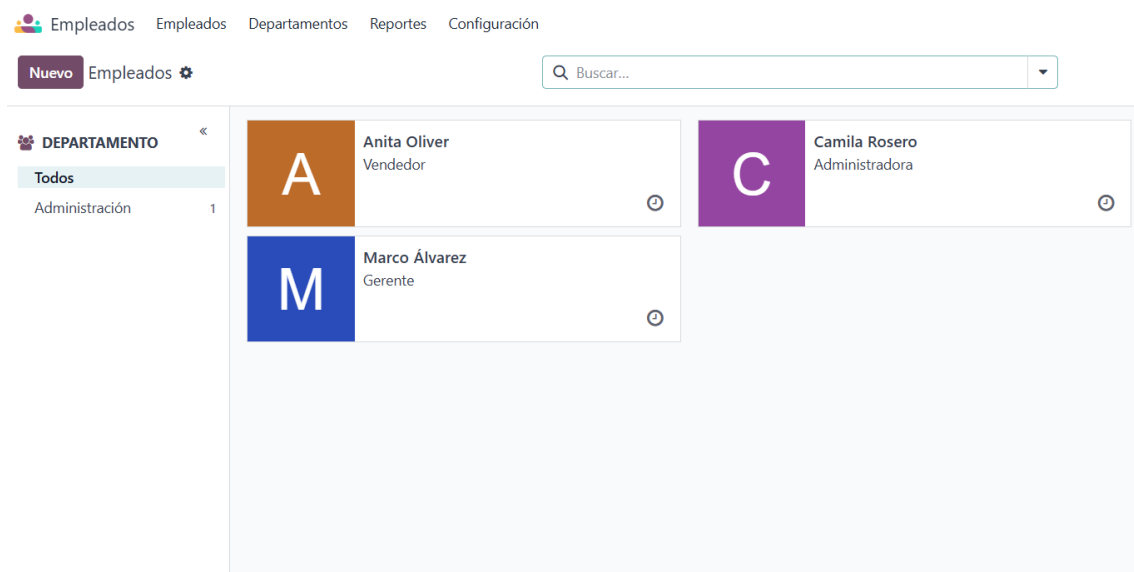 Empleados Empleados Departamentos Reportes Configuración
Nuevo Empleados Buscar...
DEPARTAMENTO
Todos
Administración 1
A
Anita Oliver
Vendedor
C
Camila Rosero
Administradora
M
Marco Álvarez
Gerente